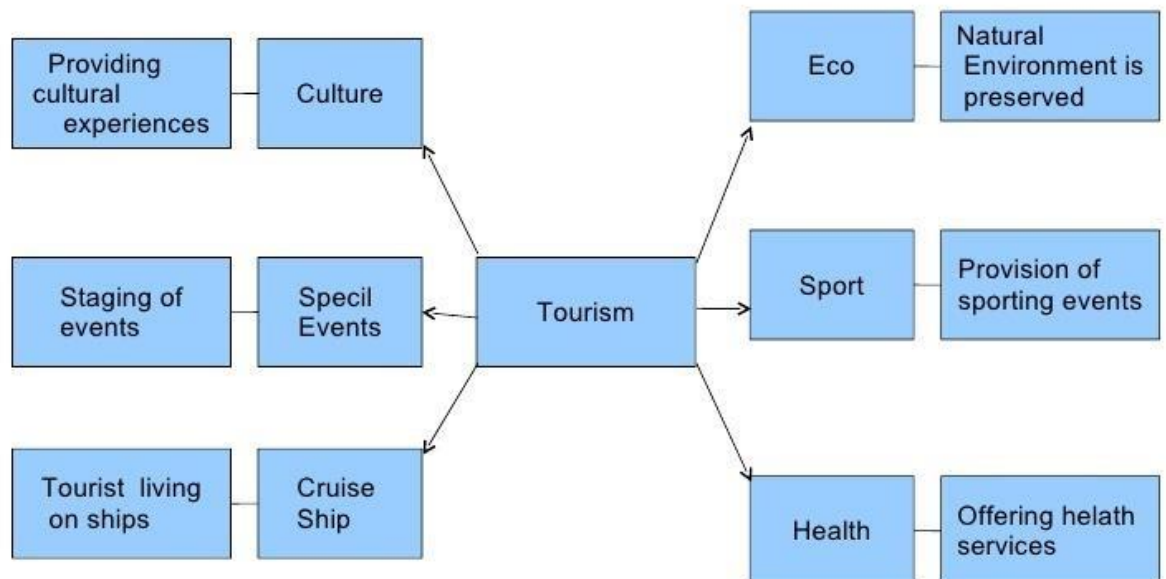 Providing
cultural
experiences
Culture
Eco
Natural
Environment is
preserved
Staging of
events
Specil
Events
Tourism
Sport
Provision of
sporting events
Tourist living
on ships
Cruise
Ship
Health
Offering helath
services